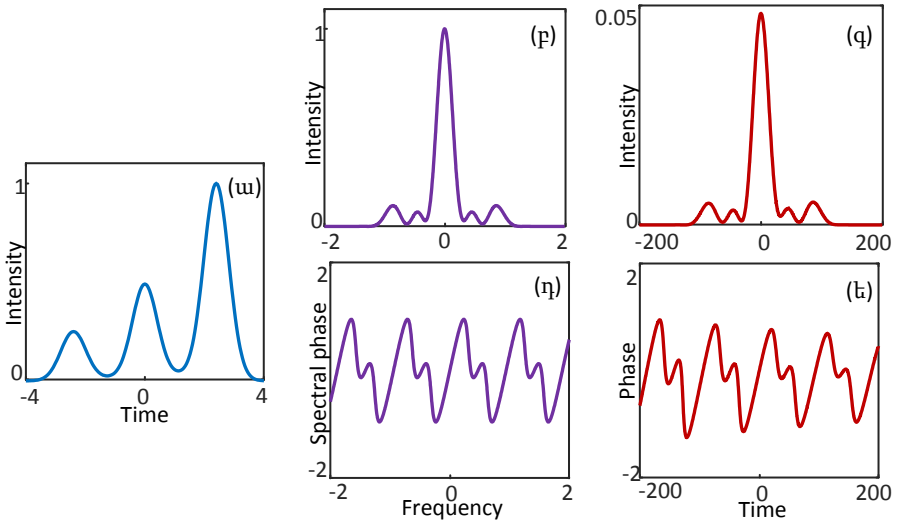 (ա)
Intensity
1
0
-4
0
4
Time
(բ)
Intensity
1
0
-2
0
2
(գ)
Intensity
0.05
0
-200
0
200
(դ)
Spectral phase
2
-2
-2
0
2
Frequency
(ե)
Phase
2
-2
-200
0
200
Time